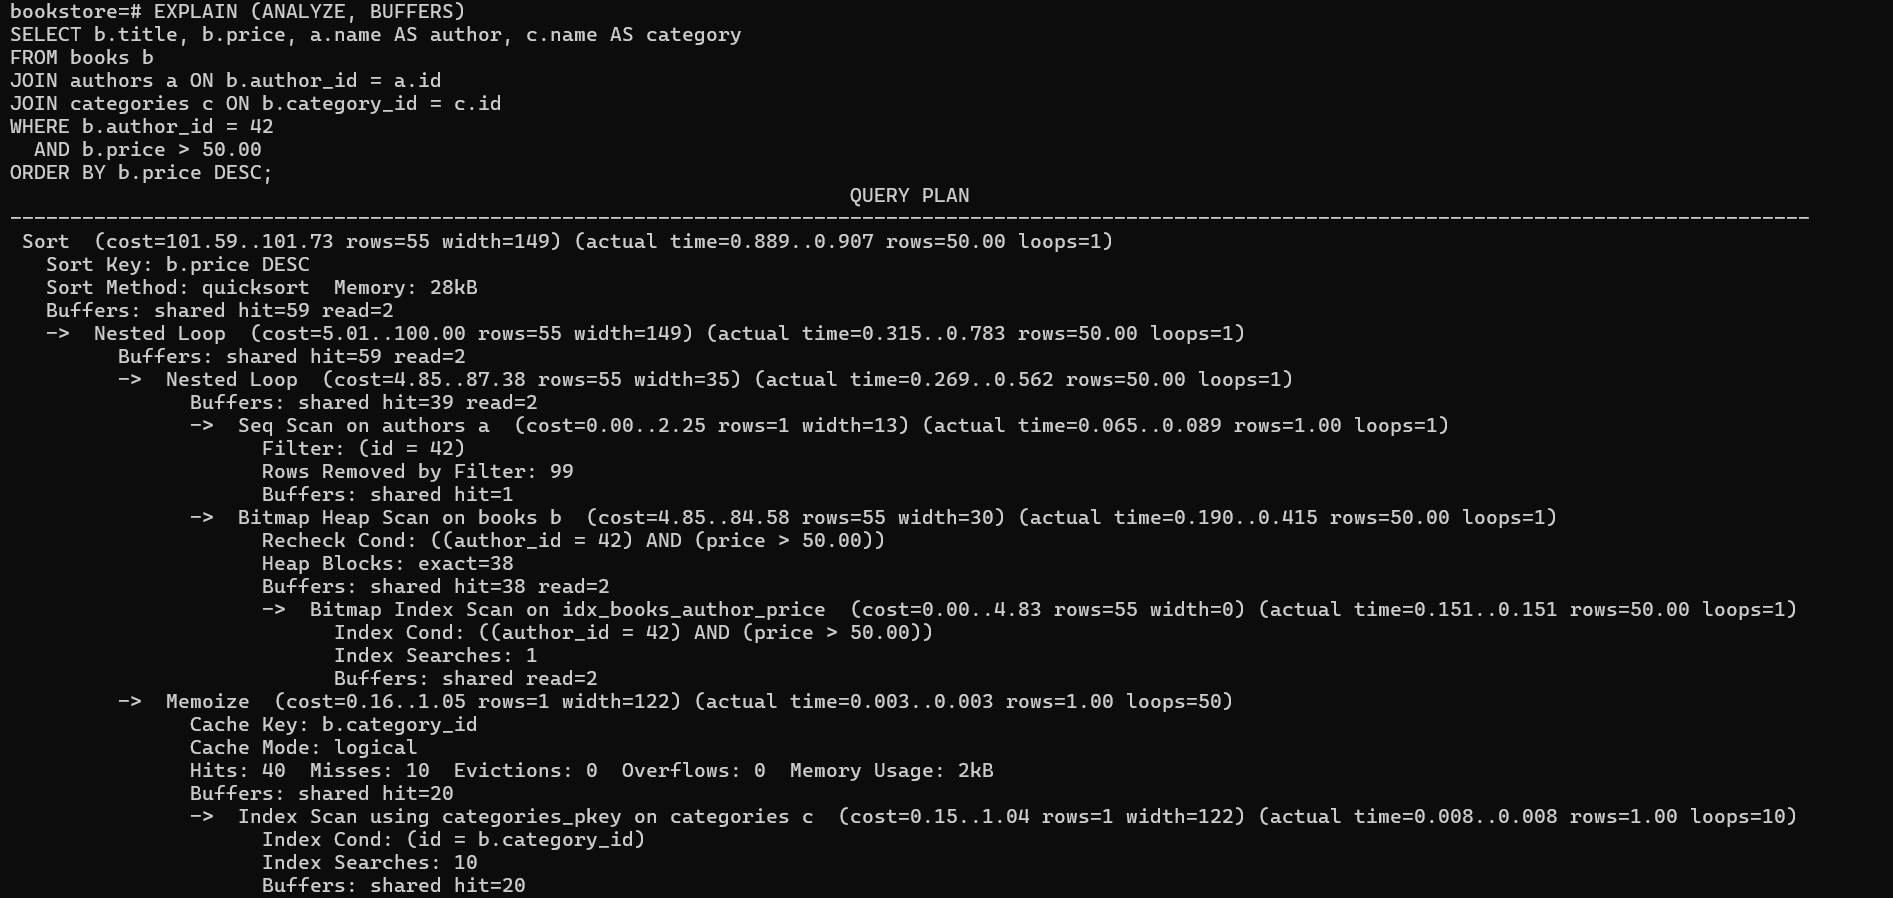 bookstore=# EXPLAIN (ANALYZE, BUFFERS)
SELECT b.title, b.price, a.name AS author, c.name AS category
FROM books b
JOIN authors a ON b.author_id = a.id
JOIN categories c ON b.category_id = c.id
WHERE b.author_id = 42
  AND b.price > 50.00
ORDER BY b.price DESC;
                                                                      QUERY PLAN
------------------------------------------------------------------------------------------------------------------------------------------------------
 Sort  (cost=101.59..101.73 rows=55 width=149) (actual time=0.889..0.907 rows=50.00 loops=1)
   Sort Key: b.price DESC
   Sort Method: quicksort  Memory: 28kB
   Buffers: shared hit=59 read=2
   ->  Nested Loop  (cost=5.01..100.00 rows=55 width=149) (actual time=0.315..0.783 rows=50.00 loops=1)
         Buffers: shared hit=59 read=2
         ->  Nested Loop  (cost=4.85..87.38 rows=55 width=35) (actual time=0.269..0.562 rows=50.00 loops=1)
               Buffers: shared hit=39 read=2
               ->  Seq Scan on authors a  (cost=0.00..2.25 rows=1 width=13) (actual time=0.065..0.089 rows=1.00 loops=1)
                     Filter: (id = 42)
                     Rows Removed by Filter: 99
                     Buffers: shared hit=1
               ->  Bitmap Heap Scan on books b  (cost=4.85..84.58 rows=55 width=30) (actual time=0.190..0.415 rows=50.00 loops=1)
                     Recheck Cond: ((author_id = 42) AND (price > 50.00))
                     Heap Blocks: exact=38
                     Buffers: shared hit=38 read=2
                     ->  Bitmap Index Scan on idx_books_author_price  (cost=0.00..4.83 rows=55 width=0) (actual time=0.151..0.151 rows=50.00 loops=1)
                           Index Cond: ((author_id = 42) AND (price > 50.00))
                           Index Searches: 1
                           Buffers: shared read=2
         ->  Memoize  (cost=0.16..1.05 rows=1 width=122) (actual time=0.003..0.003 rows=1.00 loops=50)
               Cache Key: b.category_id
               Cache Mode: logical
               Hits: 40  Misses: 10  Evictions: 0  Overflows: 0  Memory Usage: 2kB
               Buffers: shared hit=20
               ->  Index Scan using categories_pkey on categories c  (cost=0.15..1.04 rows=1 width=122) (actual time=0.008..0.008 rows=1.00 loops=10)
                     Index Cond: (id = b.category_id)
                     Index Searches: 10
                     Buffers: shared hit=20